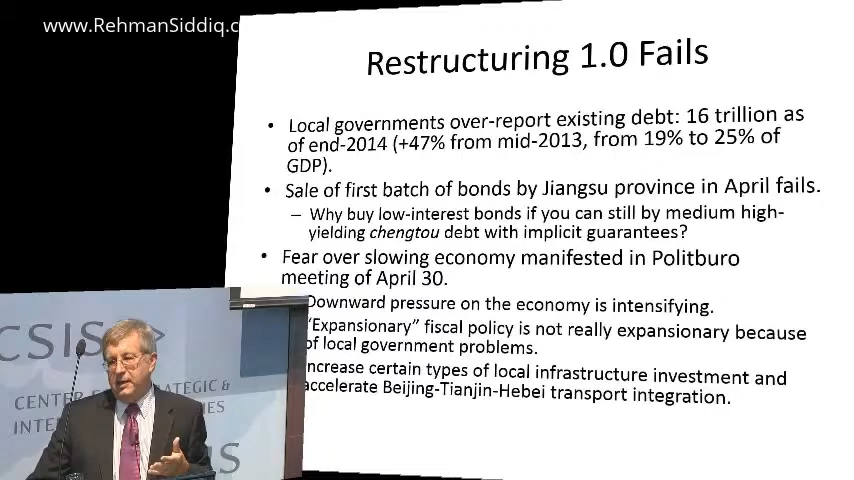 www.RehmanSiddiq.c
Restructuring 1.0 Fails
• Local governments over-report existing debt: 16 trillion as
of end-2014 (+47% from mid-2013, from 19% to 25% of
GDP).
• Sale of first batch of bonds by Jiangsu province in April fails.
– Why buy low-interest bonds if you can still by medium high-
yielding chengtou debt with implicit guarantees?
• Fear over slowing economy manifested in Politburo
meeting of April 30.
Downward pressure on the economy is intensifying.
"Expansionary" fiscal policy is not really expansionary because
of local government problems.
ncrease certain types of local infrastructure investment and
accelerate Beijing-Tianjin-Hebei transport integration.
CSIS
CENTER TEGIC &
INTE IES
IS